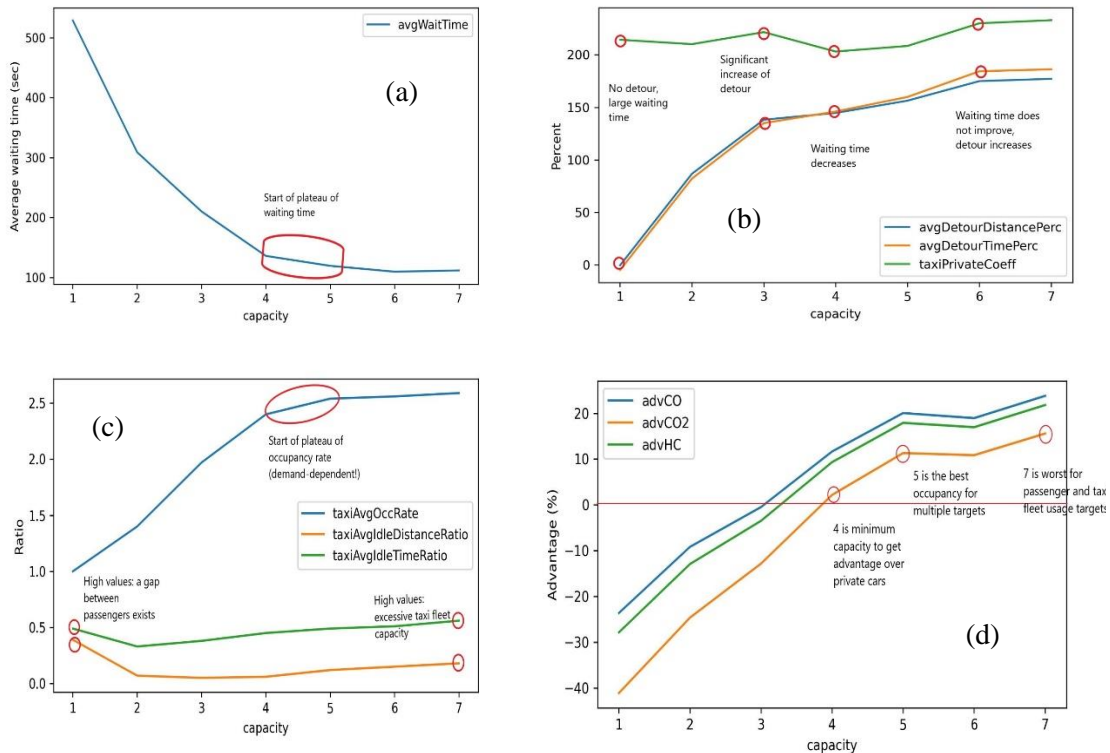 avgWaitTime
(a)
500
400
300
200
100
Average waiting time (sec)
Start of plateau of
waiting time
1 2 3 4 5 6 7
capacity
(b)
200
150
100
50
0
Percent
No detour,
large waiting
time
Significant
increase of
detour
Waiting time
decreases
Waiting time does
not improve,
detour increases
avgDetourDistancePerc
avgDetourTimePerc
taxiPrivateCoeff
1 2 3 4 5 6 7
capacity
(c)
2.5
2.0
1.5
1.0
0.5
0.0
Ratio
Start of plateau of
occupancy rate
(demand-dependent!)
taxiAvgOccRate
taxiAvgIdleDistanceRatio
taxiAvgIdleTimeRatio
High values: a gap
between
passengers exists
High values:
excessive taxi fleet
capacity
1 2 3 4 5 6 7
capacity
advCO
advCO2
advHC
20
10
0
−10
−20
−30
−40
Advantage (%)
5 is the best
occupancy for
multiple targets
7 is worst for
passenger and taxi
fleet usage targets
4 is minimum
capacity to get
advantage over
private cars
(d)
1 2 3 4 5 6 7
capacity